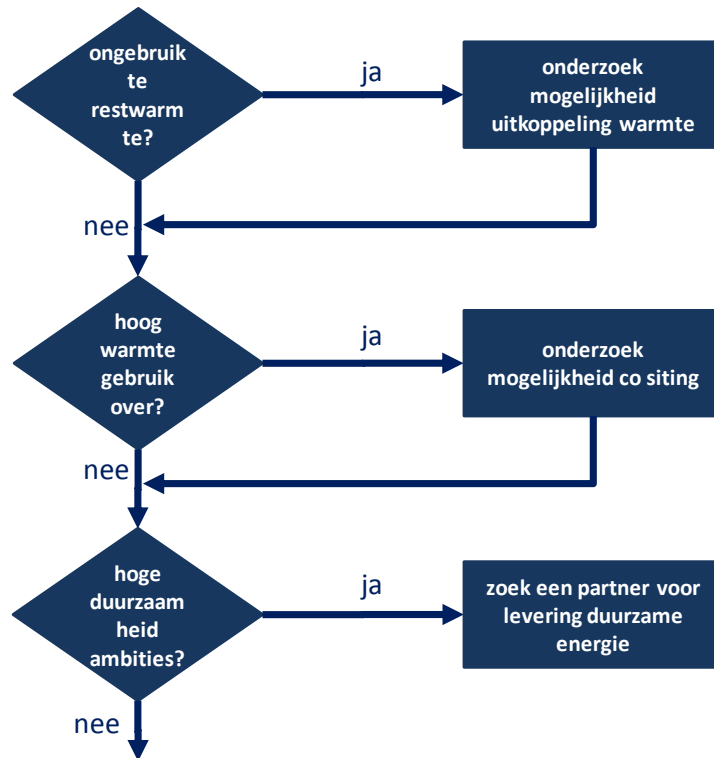 ongebruik
te
restwarm
te?
ja
onderzoek
mogelijkheid
uitkoppeling warmte
nee
hoog
warmte
gebruik
over?
ja
onderzoek
mogelijkheid co siting
nee
hoge
duurzaam
heid
ambities?
ja
zoek een partner voor
levering duurzame
energie
nee